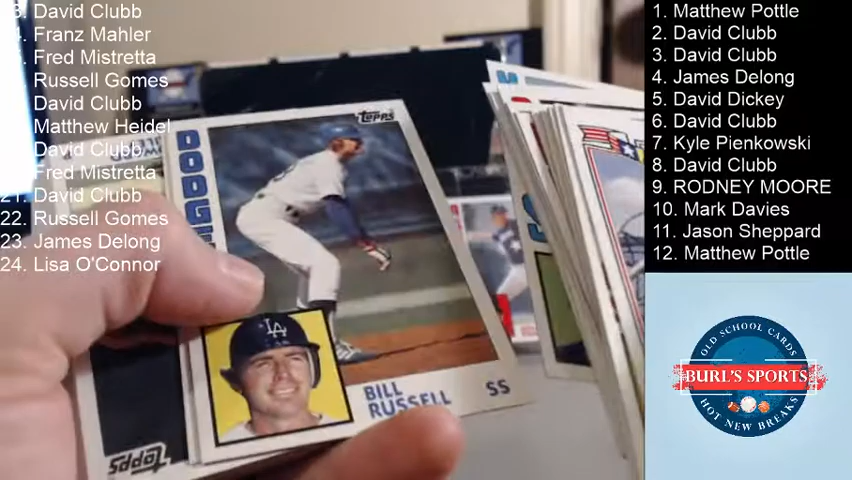 David Clubb
Franz Mahler
Fred Mistretta
Russell Gomes
David Clubb
Matthew Heidel
David Clubb
Fred Mistretta
21. David Clubb
22. Russell Gomes
23. James Delong
24. Lisa O'Connor
1. Matthew Pottle
2. David Clubb
3. David Clubb
4. James Delong
5. David Dickey
6. David Clubb
7. Kyle Pienkowski
8. David Clubb
9. RODNEY MOORE
10. Mark Davies
11. Jason Sheppard
12. Matthew Pottle
Topps
DODG
LA
BILL
RUSSELL
SS
Topps
OLD SCHOOL CARDS
BURL'S SPORTS
HOT NEW BREAKS